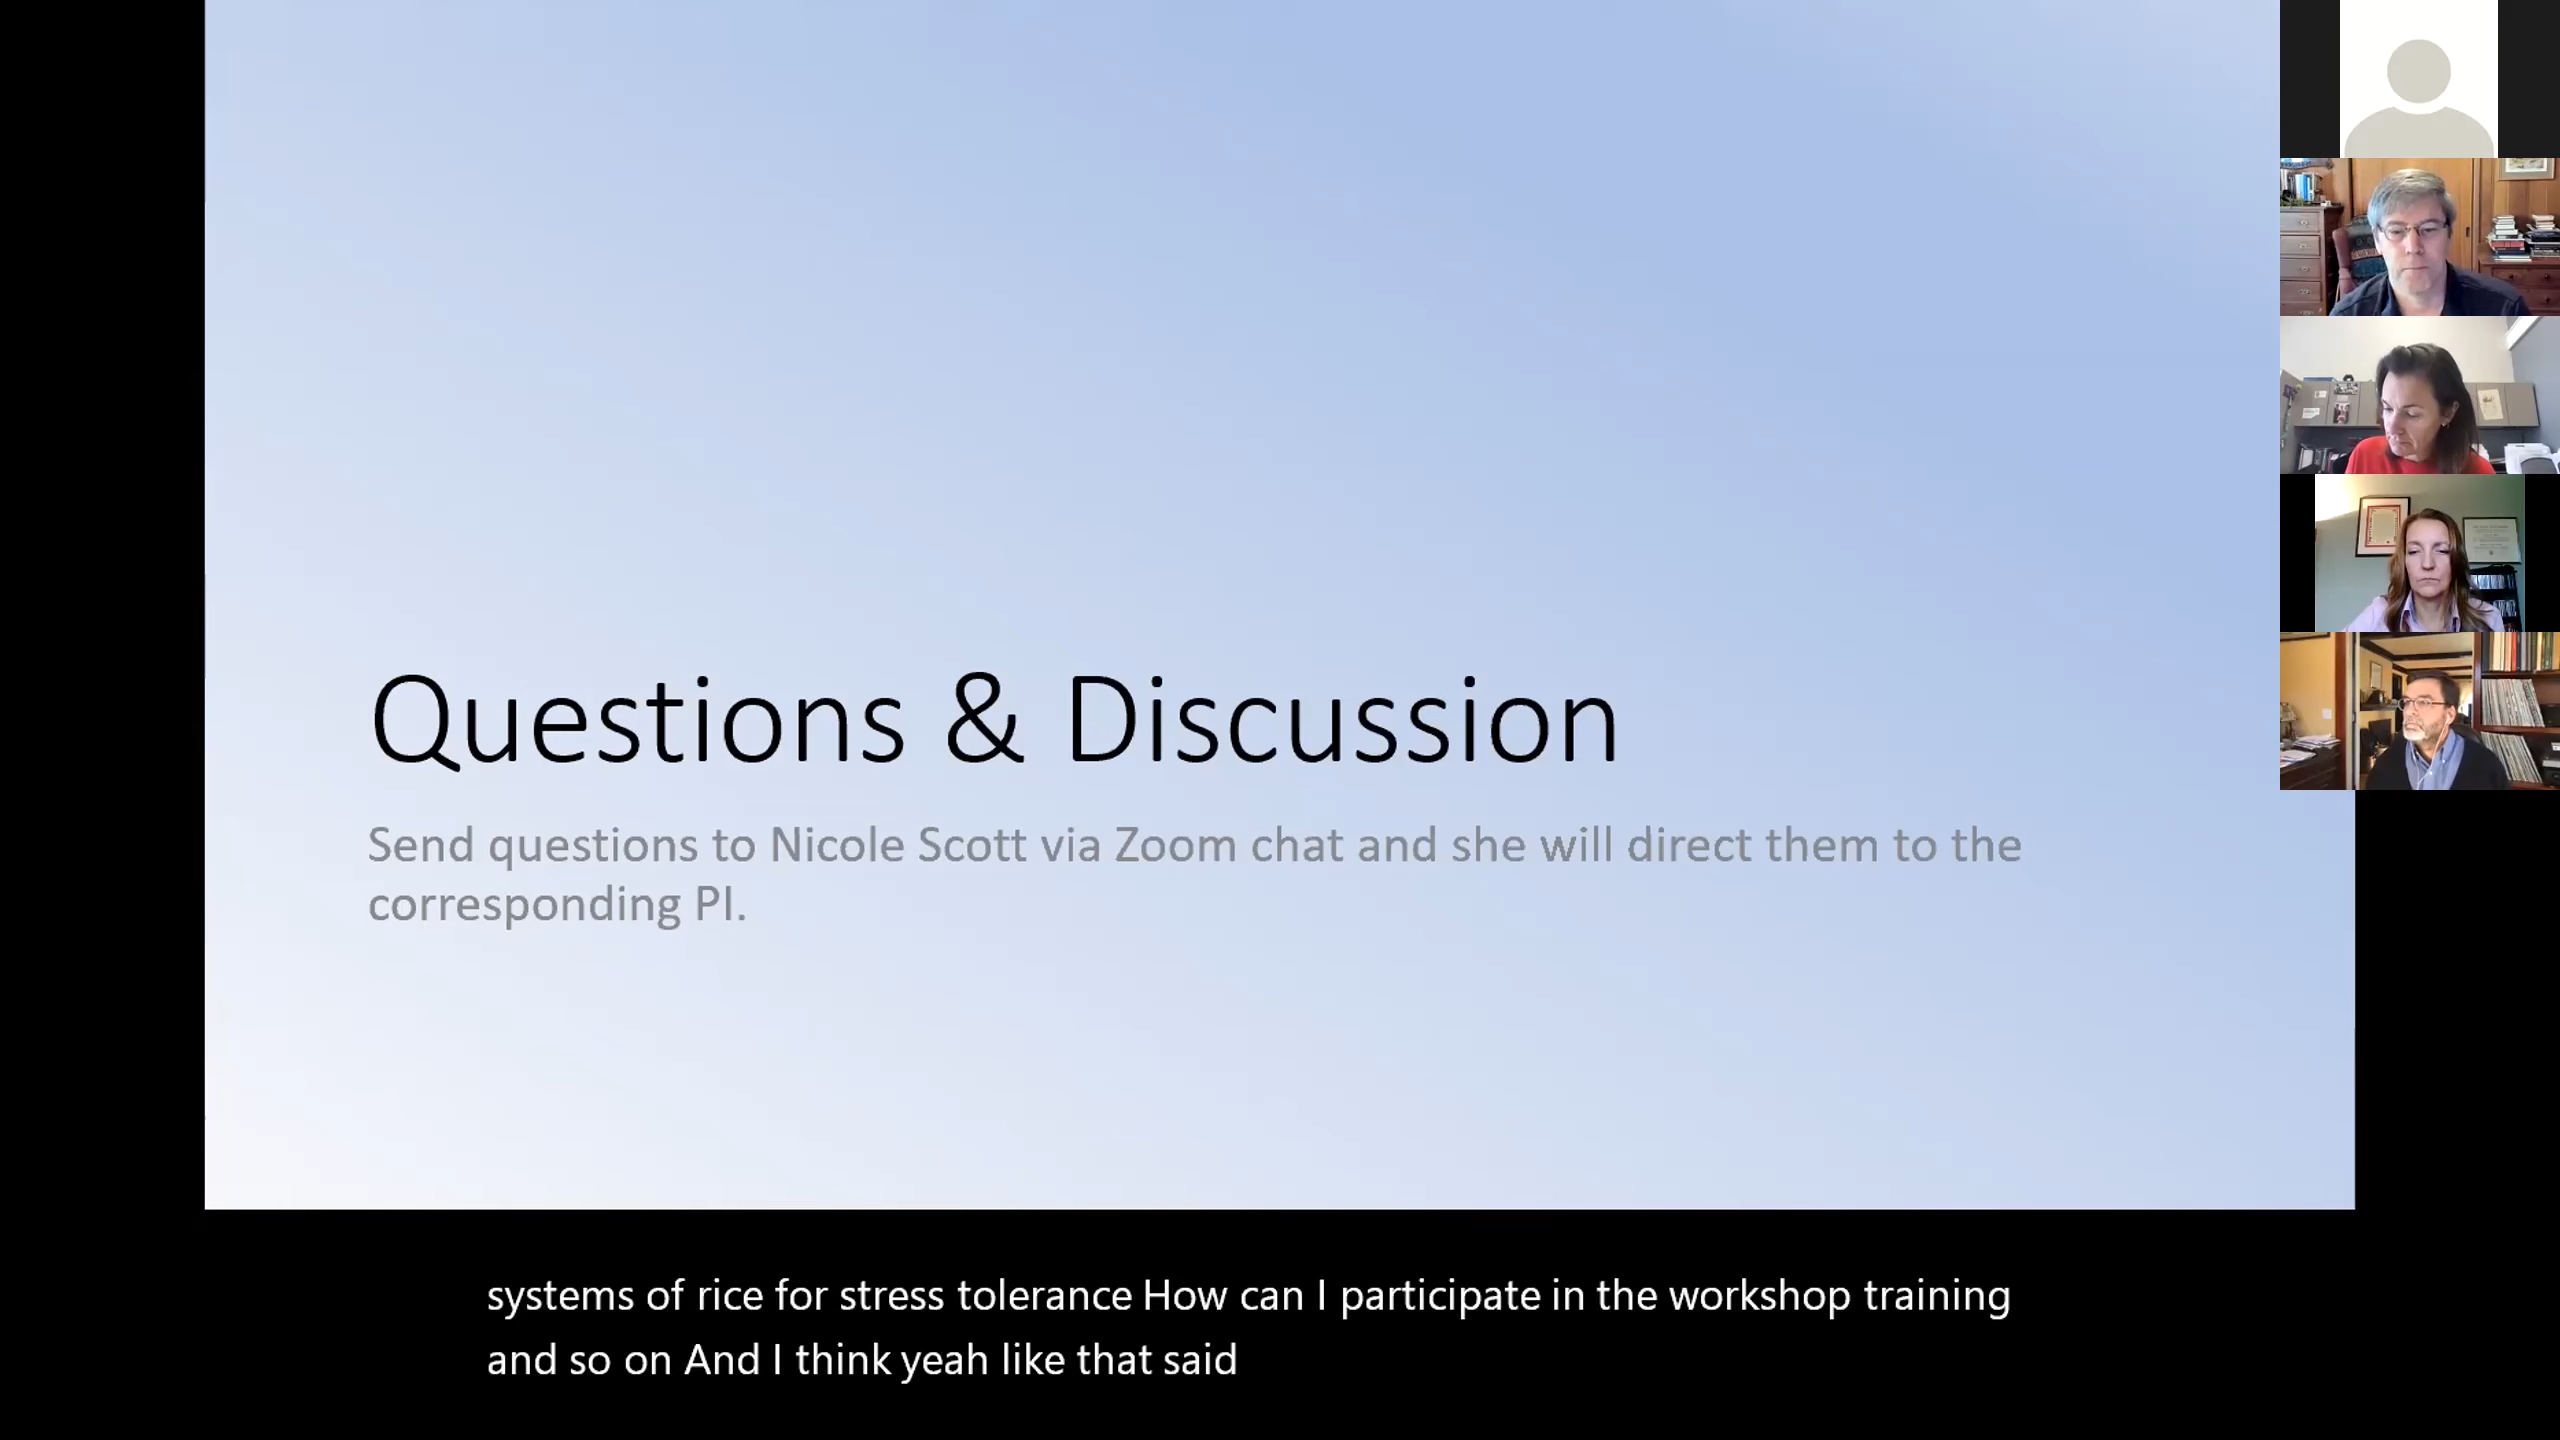 Questions & Discussion
Send questions to Nicole Scott via Zoom chat and she will direct them to the
corresponding PI.
systems of rice for stress tolerance How can I participate in the workshop training
and so on And I think yeah like that said